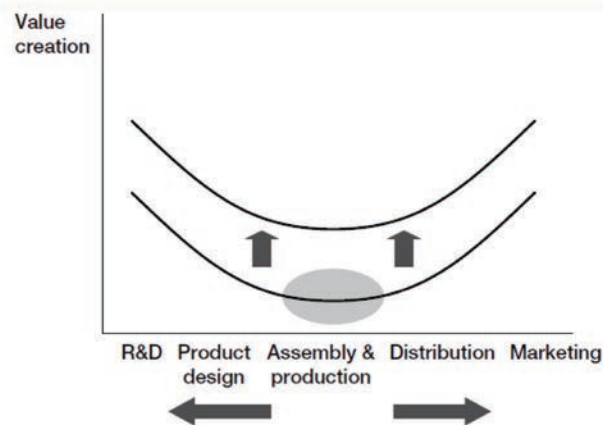 Value
creation
R&D Product Assembly & Distribution Marketing
design production